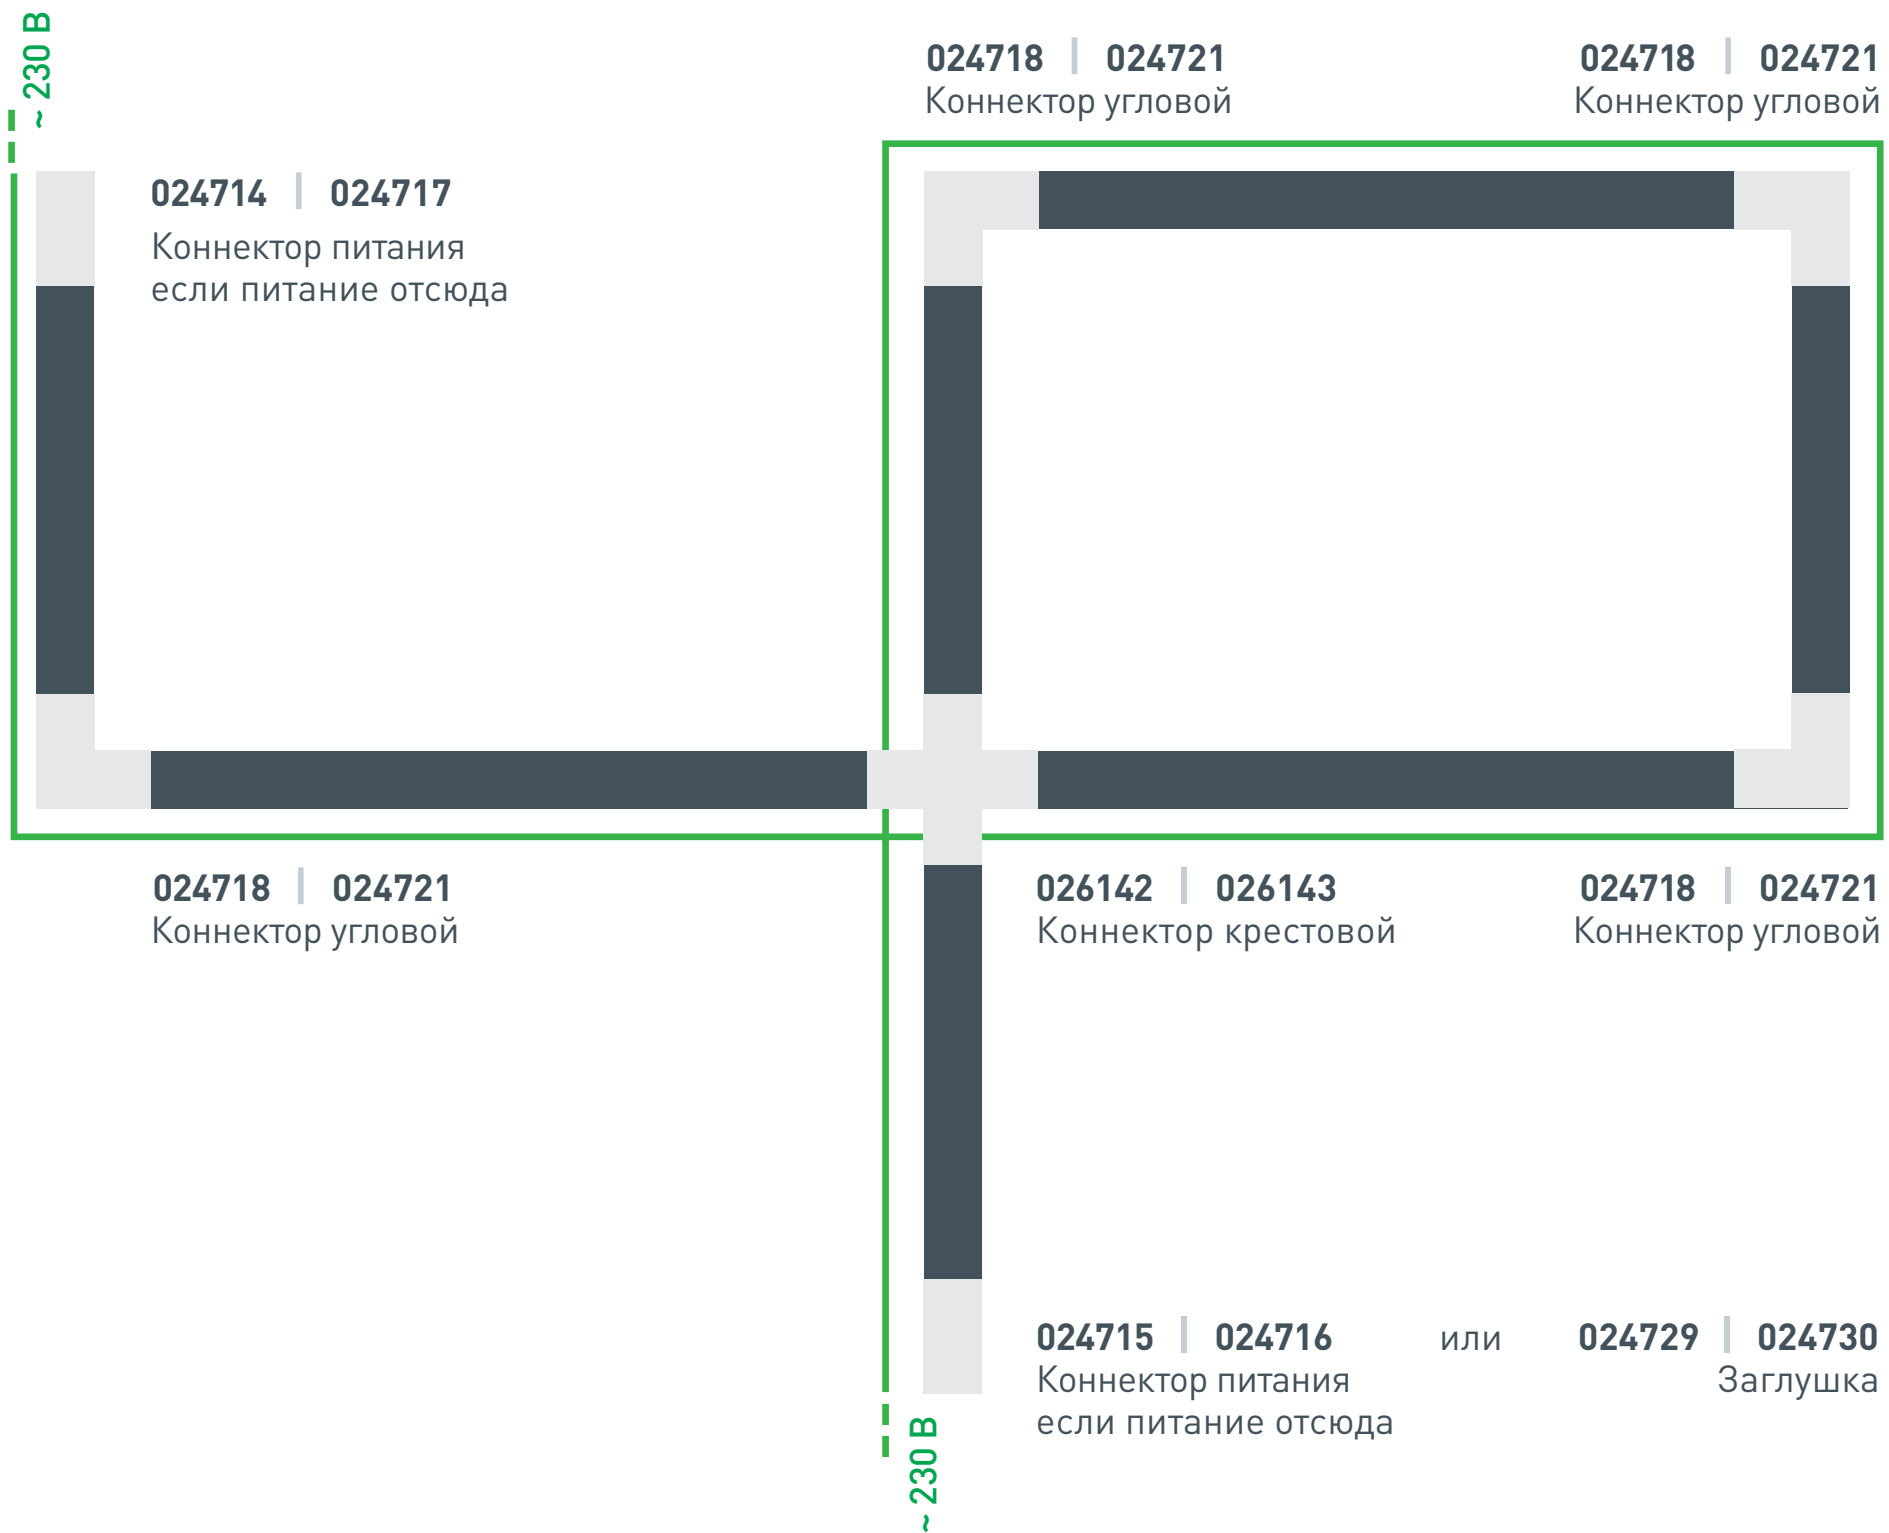 ~ 230 В
024718 | 024721
Коннектор угловой
024718 | 024721
Коннектор угловой
024714 | 024717
Коннектор питания
если питание отсюда
024718 | 024721
Коннектор угловой
026142 | 026143
Коннектор крестовой
024718 | 024721
Коннектор угловой
024715 | 024716 или 024729 | 024730
Коннектор питания
если питание отсюда
Заглушка
~ 230 В